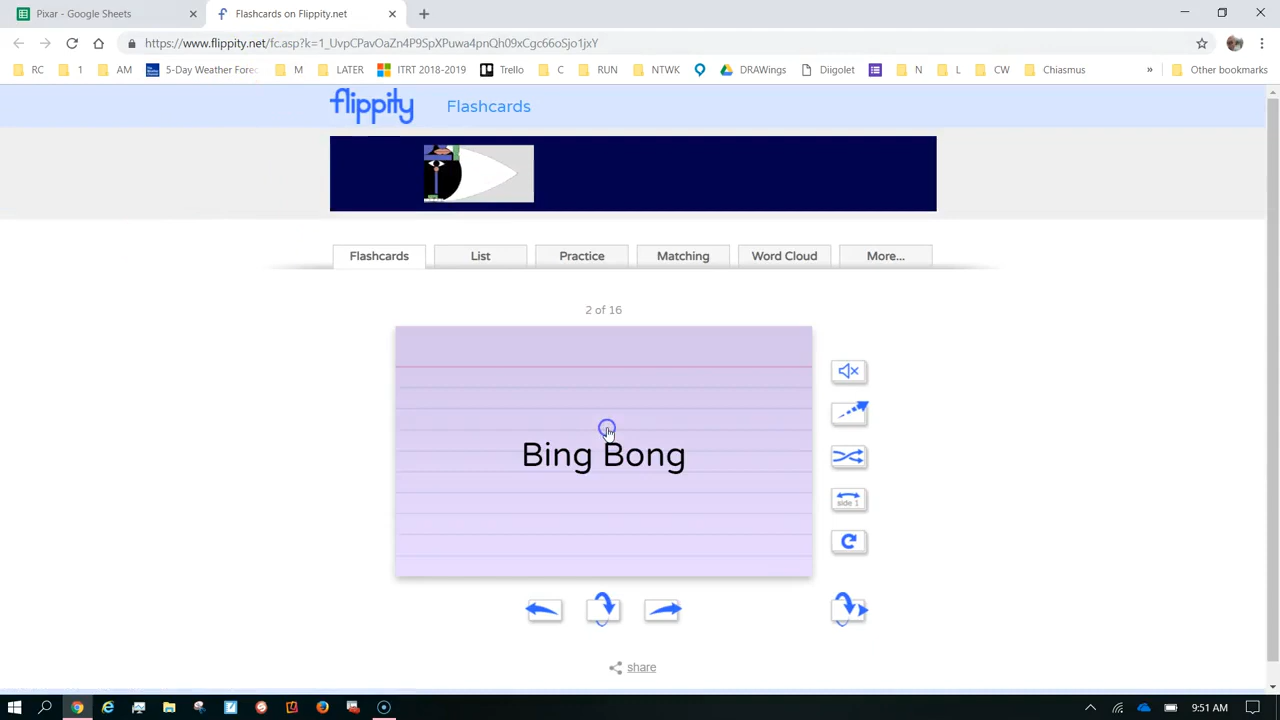 Pixar - Google Sheets
Flashcards on Flippity.net
https://www.flippity.net/fc.asp?k=1_UvpCPavOaZn4P9SpXPuwa4pnQh09xCgc66oSjo1jxY
RC 1 AM 5-Day Weather Forec M LATER ITRT 2018-2019 Trello C RUN NTWK DRAWings Diigolet N L CW Chiasmus » Other bookmarks
flippity Flashcards
Flashcards List Practice Matching Word Cloud More...
2 of 16
Bing Bong
side 1
share
9:51 AM